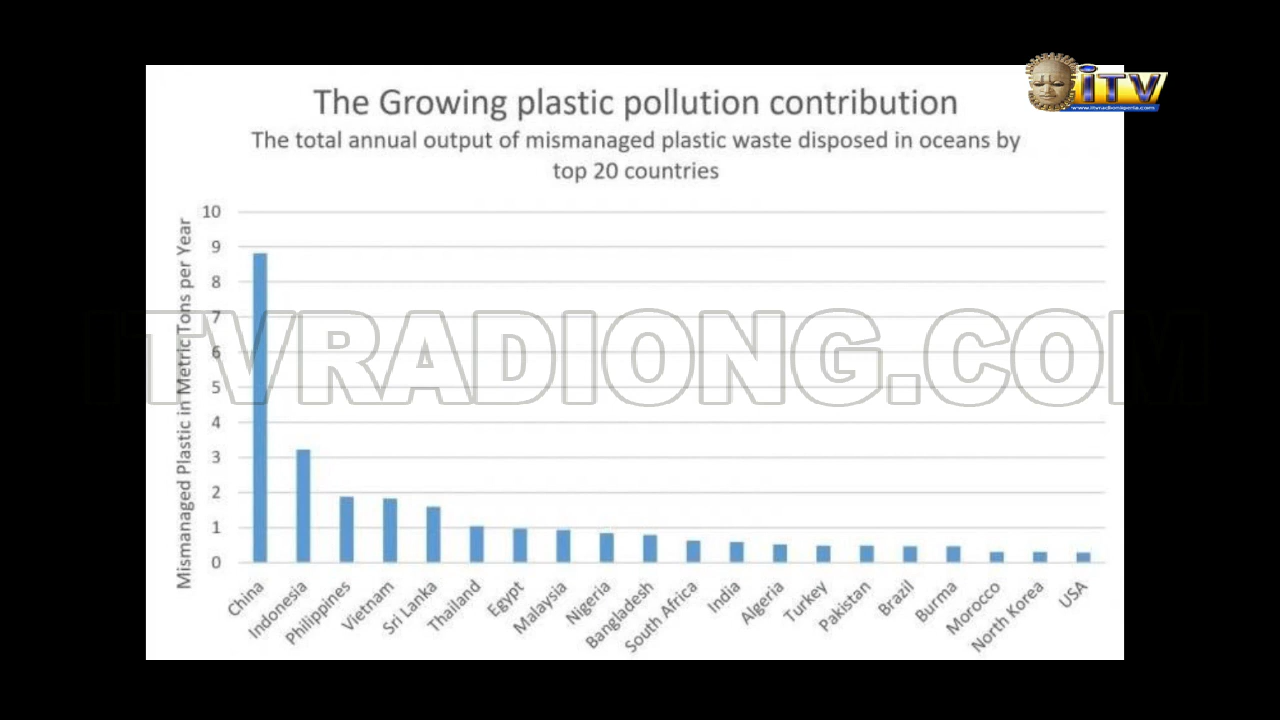 iTV
www.itvradionigeria.com
The Growing plastic pollution contribution
The total annual output of mismanaged plastic waste disposed in oceans by
top 20 countries
Mismanaged Plastic in Metric Tons per Year
10
9
8
7
6
5
4
3
2
1
0
China
Indonesia
Philippines
Vietnam
Sri Lanka
Thailand
Egypt
Malaysia
Nigeria
Bangladesh
South Africa
India
Algeria
Turkey
Pakistan
Brazil
Burma
Morocco
North Korea
USA
ITVRADIONG.COM